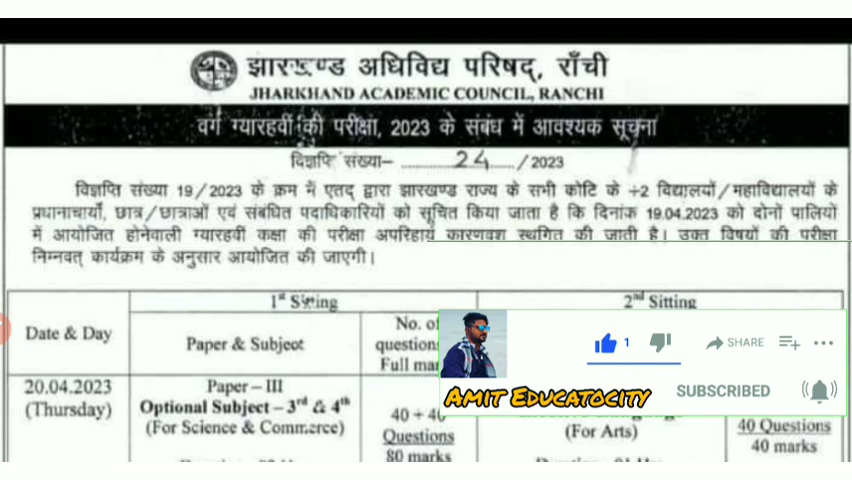 झारखण्ड अधिविद्य परिषद्, राँची
JHARKHAND ACADEMIC COUNCIL, RANCHI
वर्ग ग्यारहवीं की परीक्षा, 2023 के संबंध में आवश्यक सूचना
विज्ञप्ति संख्या– 24 /2023
विज्ञप्ति संख्या 19/2023 के क्रम में एतद् द्वारा झारखण्ड राज्य के सभी कोटि के +2 विद्यालयों/महाविद्यालयों के
प्रधानाचार्यो, छात्र/छात्राओं एवं संबंधित पदाधिकारियों को सूचित किया जाता है कि दिनांक 19.04.2023 को दोनों पालियों
में आयोजित होनेवाली ग्यारहवीं कक्षा की परीक्षा अपरिहार्य कारणवश स्थगित की जाती है। उक्त विषयों की परीक्षा
निम्नवत् कार्यक्रम के अनुसार आयोजित की जाएगी।
Date & Day
1st Sitting
2nd Sitting
Paper & Subject
No. of
questions
Full mar
20.04.2023
(Thursday)
Paper – III
Optional Subject – 3rd & 4th
(For Science & Commerce)
40 + 40
Questions
80 marks
(For Arts)
40 Questions
40 marks
1
SHARE
AMIT EDUCATOCITY
SUBSCRIBED